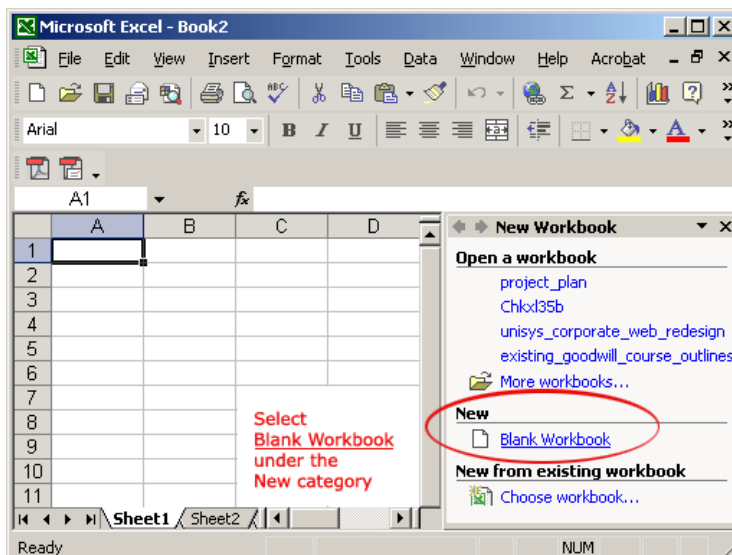 Microsoft Excel - Book2
File Edit View Insert Format Tools Data Window Help Acrobat
ABC Σ A Z ?
Arial 10 B I U a A
A1 fx
A B C D
New Workbook
Open a workbook
project_plan
Chkxl35b
unisys_corporate_web_redesign
existing_goodwill_course_outlines
More workbooks...
New
Blank Workbook
New from existing workbook
Choose workbook...
1
2
3
4
5
6
7
8
9
10
11
Select
Blank Workbook
under the
New category
Sheet1 Sheet2
Ready NUM